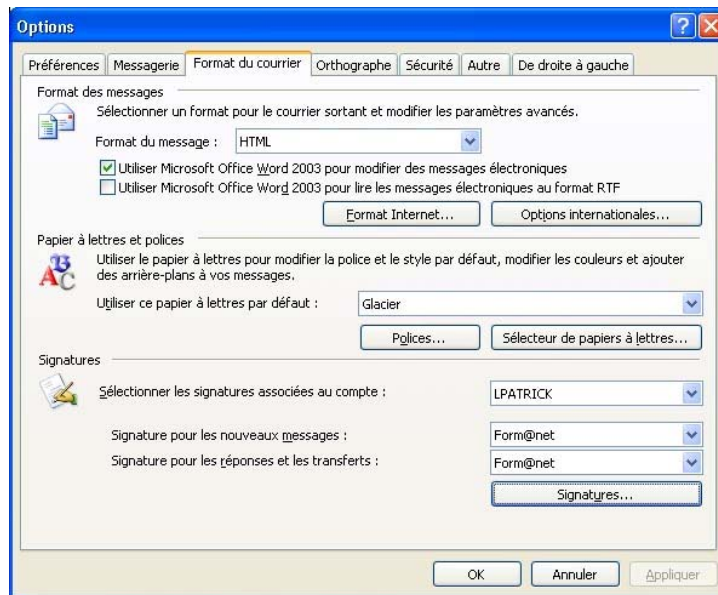 Options
Préférences Messagerie Format du courrier Orthographe Sécurité Autre De droite à gauche
Format des messages
Sélectionner un format pour le courrier sortant et modifier les paramètres avancés.
Format du message : HTML
Utiliser Microsoft Office Word 2003 pour modifier des messages électroniques
Utiliser Microsoft Office Word 2003 pour lire les messages électroniques au format RTF
Format Internet... Options internationales...
Papier à lettres et polices
Utiliser le papier à lettres pour modifier la police et le style par défaut, modifier les couleurs et ajouter
des arrière-plans à vos messages.
Utiliser ce papier à lettres par défaut : Glacier
Polices... Sélecteur de papiers à lettres...
Signatures
Sélectionner les signatures associées au compte : LPATRICK
Signature pour les nouveaux messages : Form@net
Signature pour les réponses et les transferts : Form@net
Signatures...
OK Annuler Appliquer